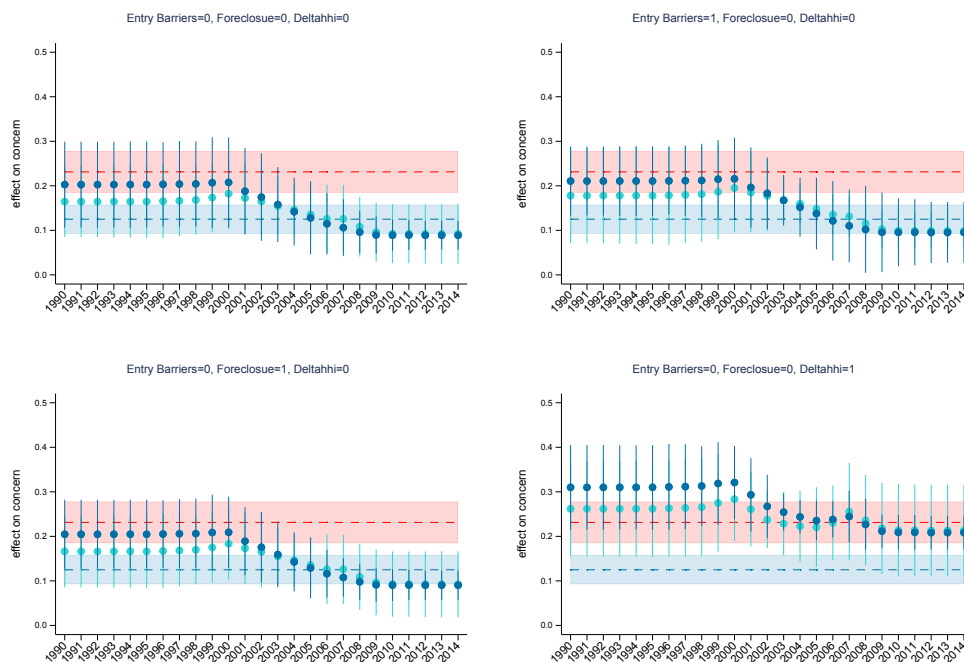 Entry Barriers=0, Foreclosue=0, Deltahhi=0
effect on concern
0.5
0.4
0.3
0.2
0.1
0.0
1990 1991 1992 1993 1994 1995 1996 1997 1998 1999 2000 2001 2002 2003 2004 2005 2006 2007 2008 2009 2010 2011 2012 2013 2014
Entry Barriers=1, Foreclosue=0, Deltahhi=0
effect on concern
0.5
0.4
0.3
0.2
0.1
0.0
1990 1991 1992 1993 1994 1995 1996 1997 1998 1999 2000 2001 2002 2003 2004 2005 2006 2007 2008 2009 2010 2011 2012 2013 2014
Entry Barriers=0, Foreclosue=1, Deltahhi=0
effect on concern
0.5
0.4
0.3
0.2
0.1
0.0
1990 1991 1992 1993 1994 1995 1996 1997 1998 1999 2000 2001 2002 2003 2004 2005 2006 2007 2008 2009 2010 2011 2012 2013 2014
Entry Barriers=0, Foreclosue=0, Deltahhi=1
effect on concern
0.5
0.4
0.3
0.2
0.1
0.0
1990 1991 1992 1993 1994 1995 1996 1997 1998 1999 2000 2001 2002 2003 2004 2005 2006 2007 2008 2009 2010 2011 2012 2013 2014